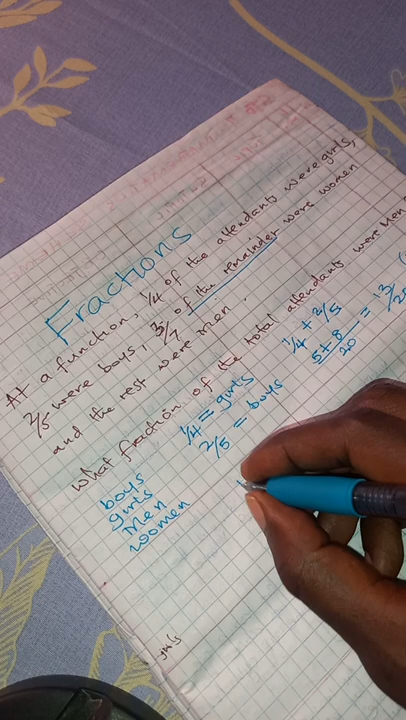 Fractions
At a function, 1/4 of the attendants were girls,
2/5 were boys, 3/7 of the remainder were women
and the rest were men.
What fraction of the total attendants were men?
1/4 = girls
2/5 = boys
1/4 + 2/5
5+8
20
= 13/20
boys
girls
Men
women